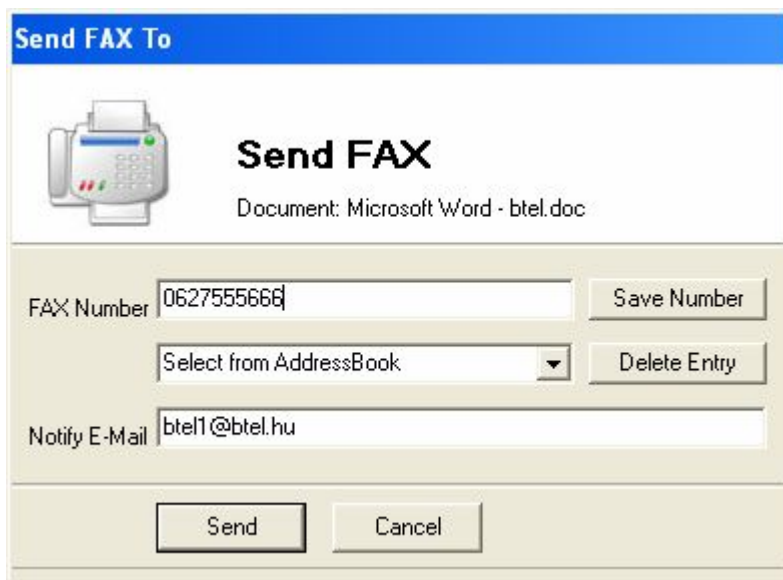 Send FAX To
Send FAX
Document: Microsoft Word - btel.doc
FAX Number 0627555666 Save Number
Select from AddressBook Delete Entry
Notify E-Mail btel1@btel.hu
Send Cancel